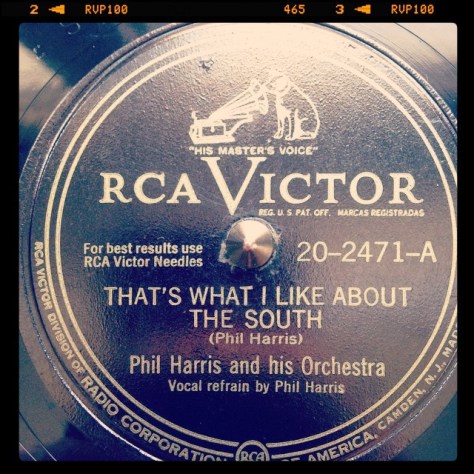 2 RVP100 465 3 RVP100
"HIS MASTER'S VOICE"
RCA VICTOR
REG. U. S. PAT. OFF. MARCAS REGISTRADAS
For best results use
RCA Victor Needles
20-2471-A
THAT'S WHAT I LIKE ABOUT
THE SOUTH
(Phil Harris)
Phil Harris and his Orchestra
Vocal refrain by Phil Harris
RCA VICTOR DIVISION OF RADIO CORPORATION OF AMERICA, CAMDEN, N. J. MADE
RCA